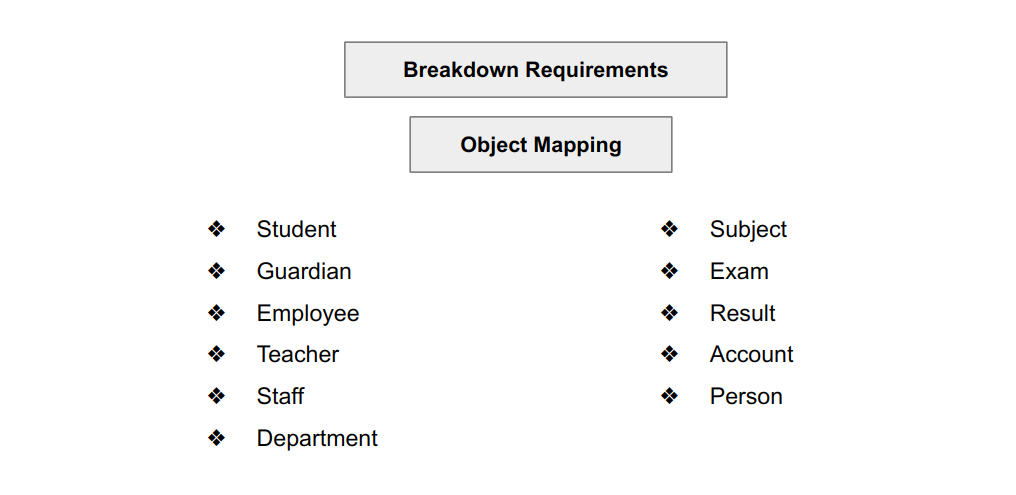 Breakdown Requirements
Object Mapping
❖ Student
❖ Guardian
❖ Employee
❖ Teacher
❖ Staff
❖ Department
❖ Subject
❖ Exam
❖ Result
❖ Account
❖ Person